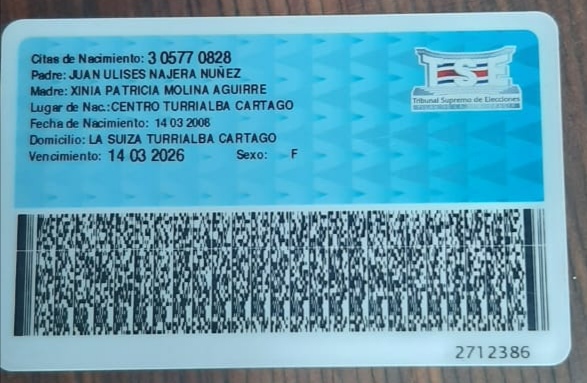 Citas de Nacimiento: 3 0577 0828
Padre: JUAN ULISES NAJERA NUÑEZ
Madre: XINIA PATRICIA MOLINA AGUIRRE
Lugar de Nac.: CENTRO TURRIALBA CARTAGO
Fecha de Nacimiento: 14 03 2008
Domicilio: LA SUIZA TURRIALBA CARTAGO
Vencimiento: 14 03 2026 Sexo: F
TSE
Tribunal Supremo de Elecciones
2712386